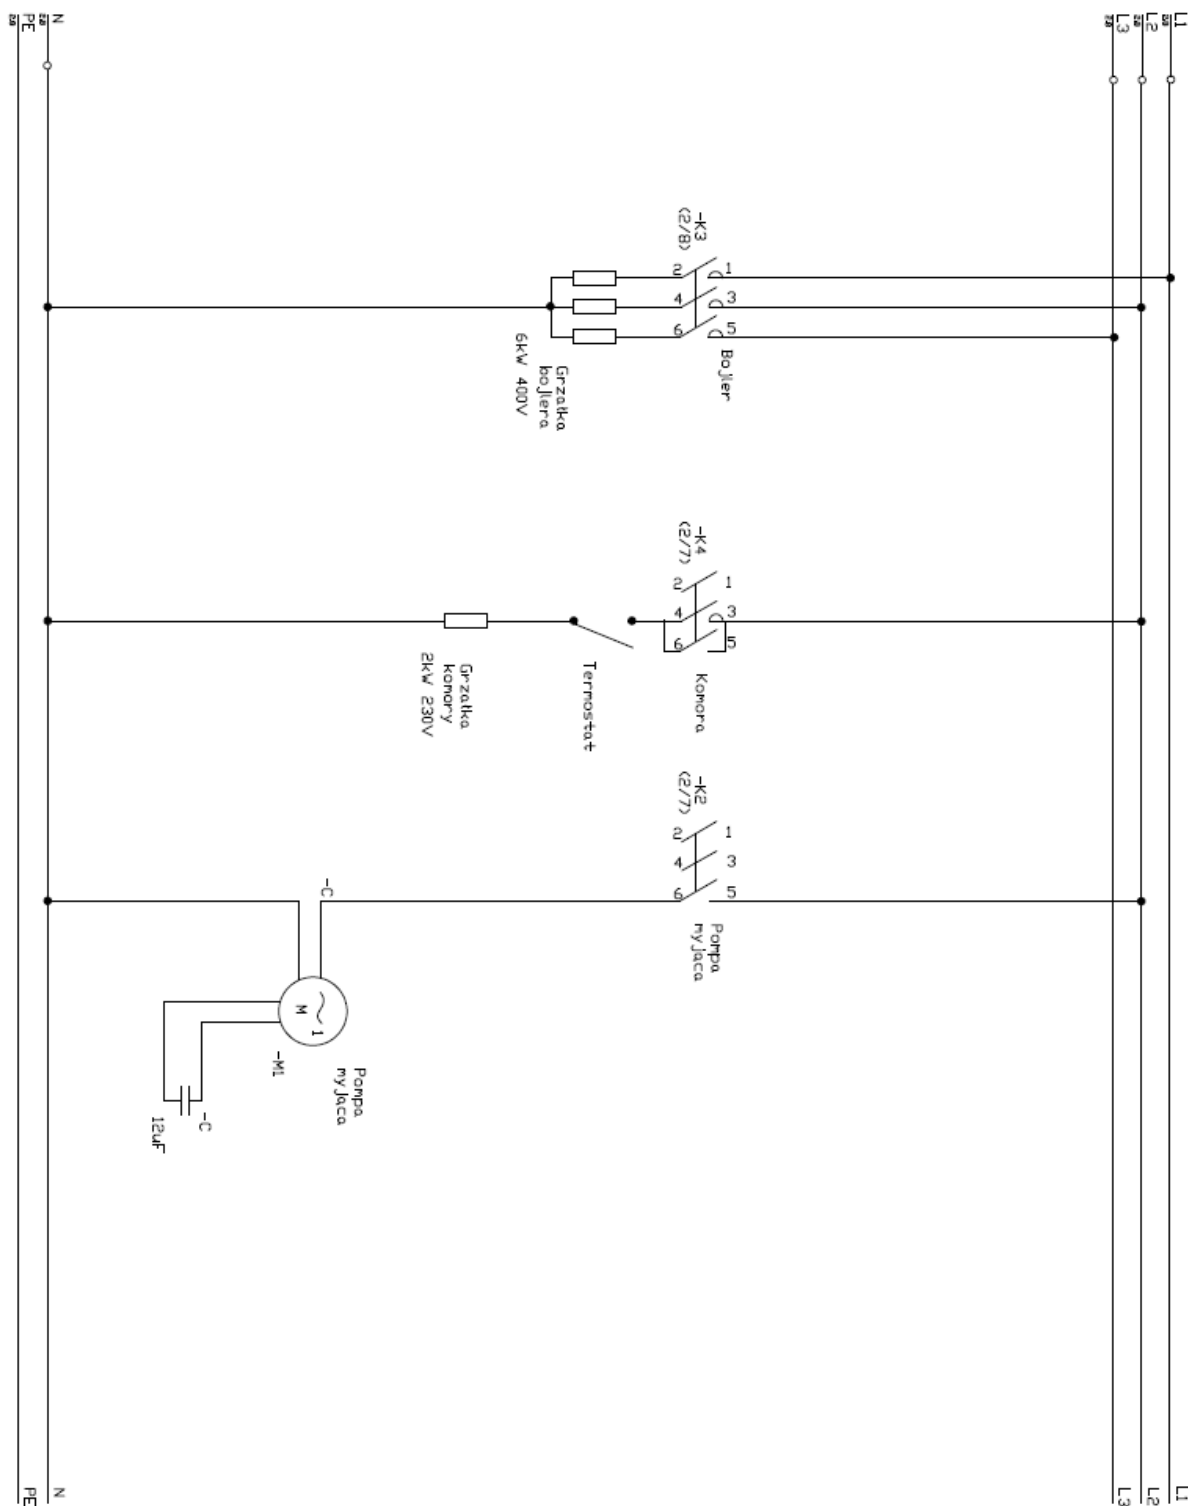 L1 L1
L2 L2
L3 L3
-K3
(2/8)
1 3 5
2 4 6
Bojler
Grzałka
bojlera
6kW 400V
-K4
(2/7)
1 3 5
2 4 6
Komora
Termostat
Grzałka
komory
2kW 230V
-K2
(2/7)
1 3 5
2 4 6
Pompa
myjaca
-C
M
1
-M1
Pompa
myjaca
-C
12uF
N N
PE PE